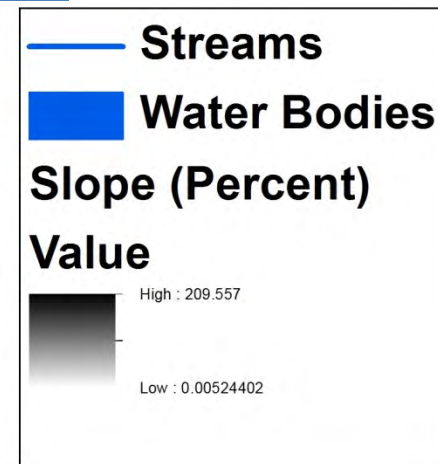 Streams
Water Bodies
Slope (Percent)
Value
High : 209.557
Low : 0.00524402